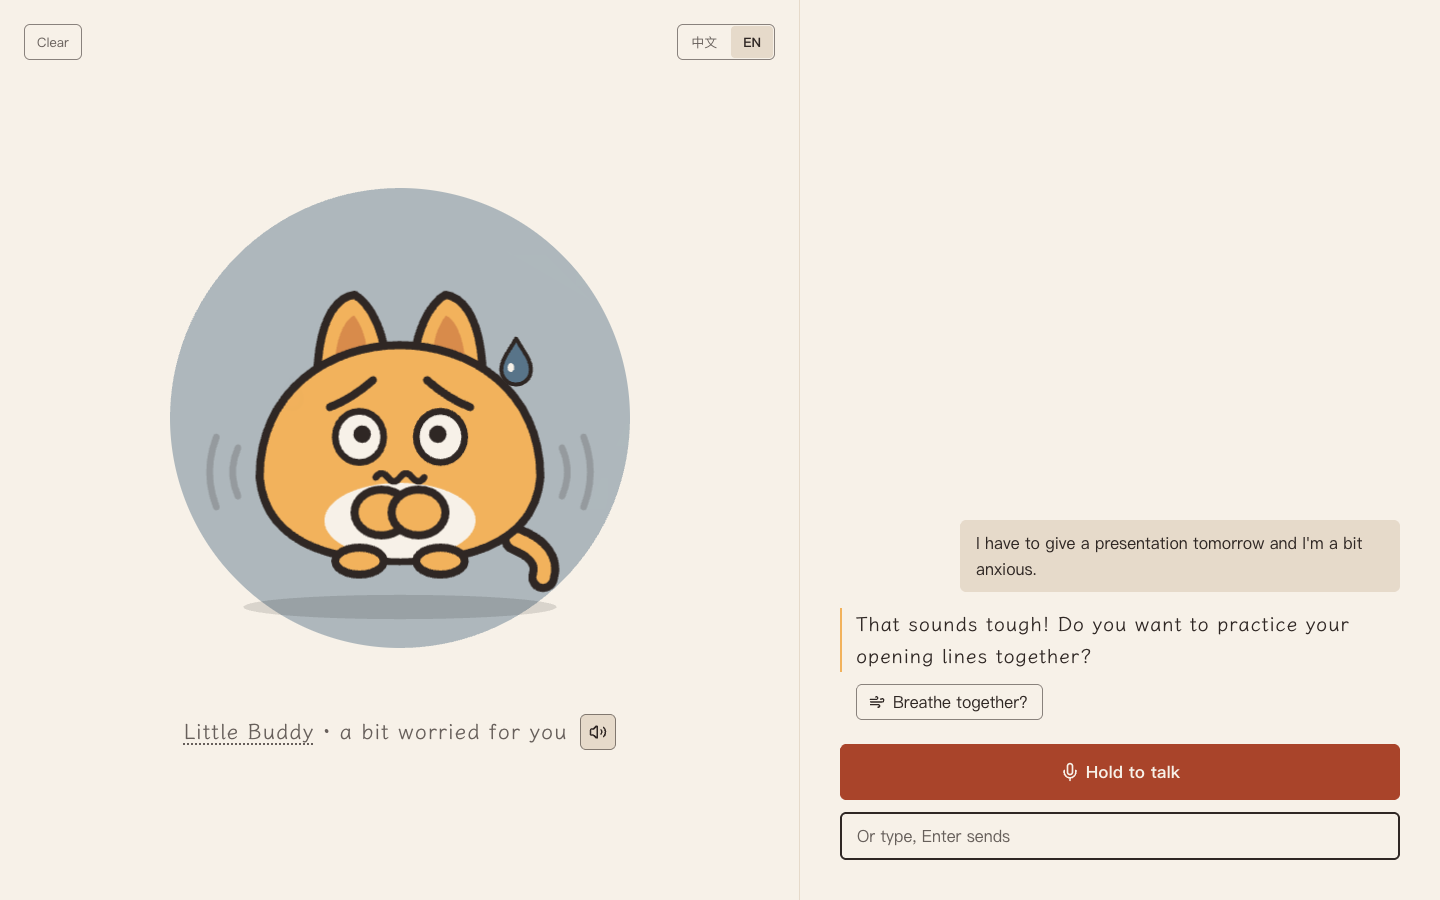 Clear
中文 EN
I have to give a presentation tomorrow and I'm a bit
anxious.
That sounds tough! Do you want to practice your
opening lines together?
Breathe together?
Little Buddy • a bit worried for you
Hold to talk
Or type, Enter sends